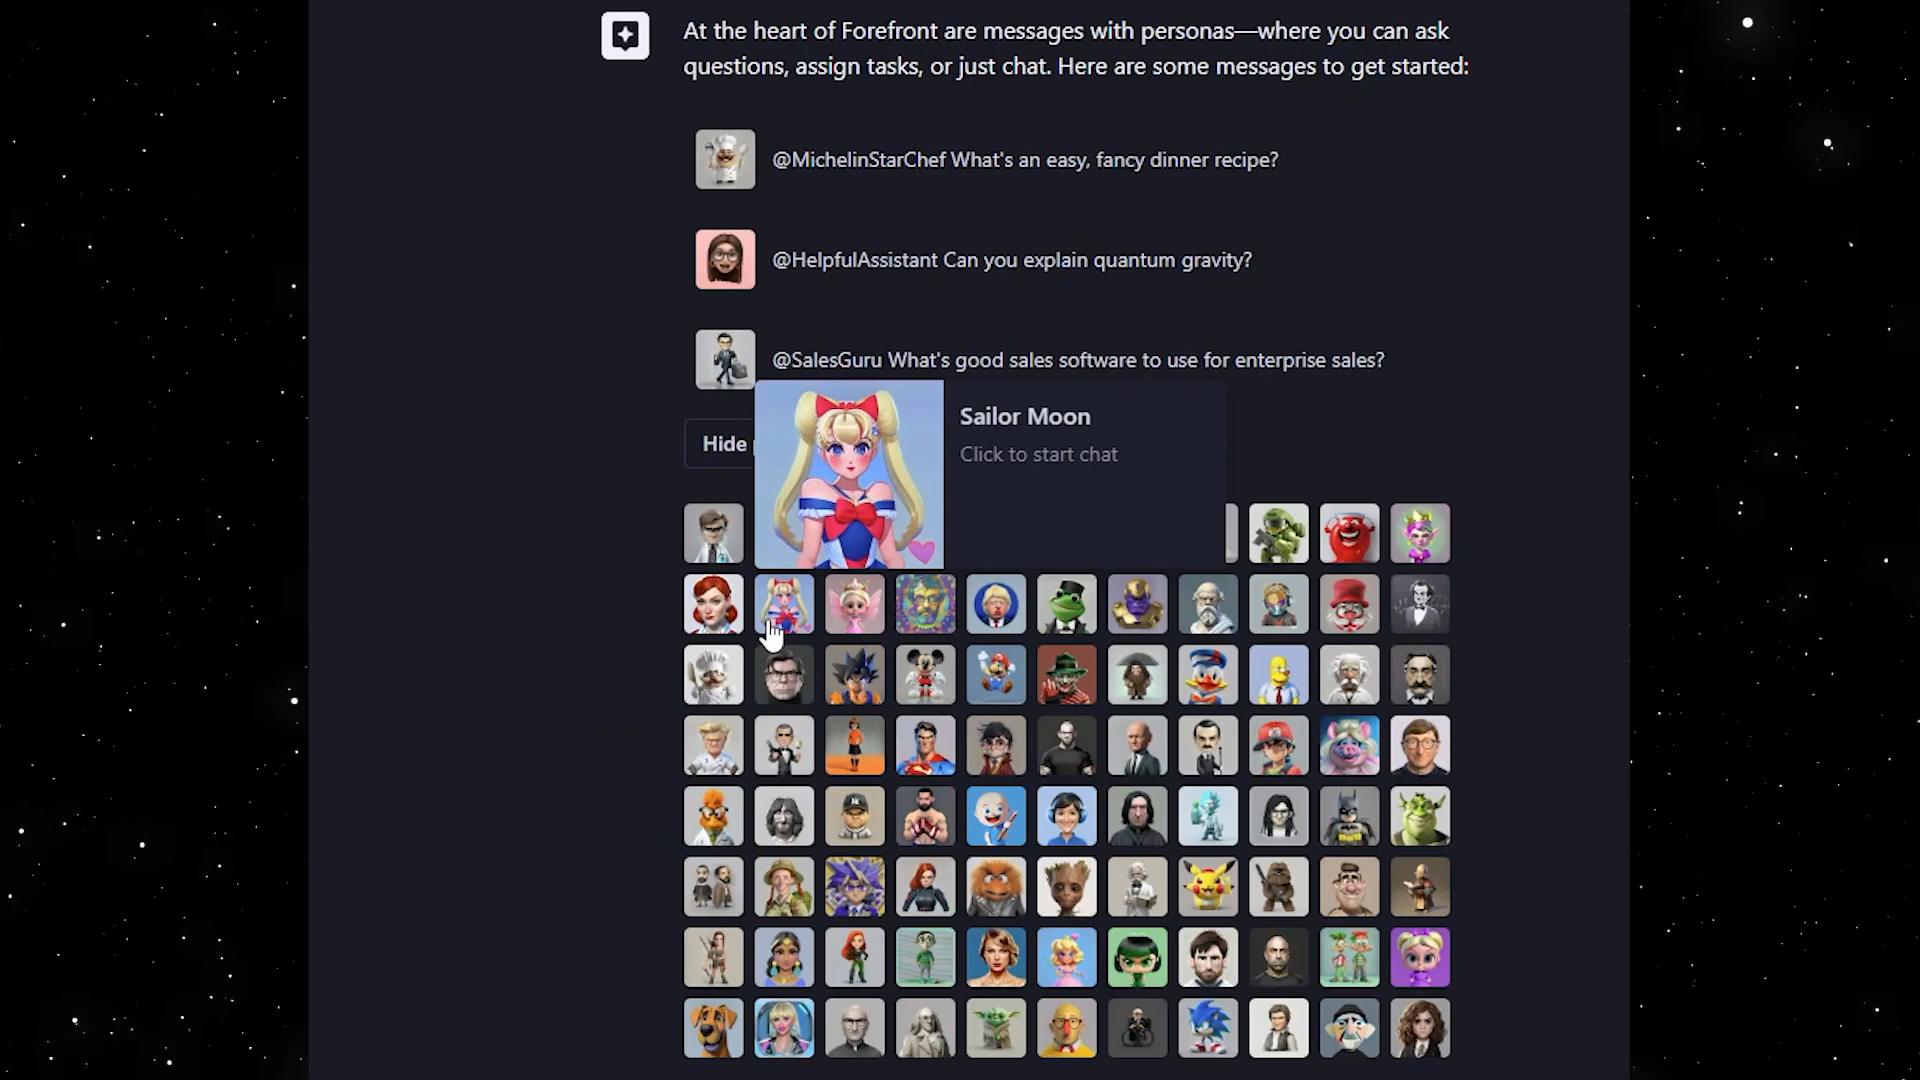 At the heart of Forefront are messages with personas—where you can ask
questions, assign tasks, or just chat. Here are some messages to get started:
@MichelinStarChef What's an easy, fancy dinner recipe?
@HelpfulAssistant Can you explain quantum gravity?
@SalesGuru What's good sales software to use for enterprise sales?
Sailor Moon
Click to start chat
Hide